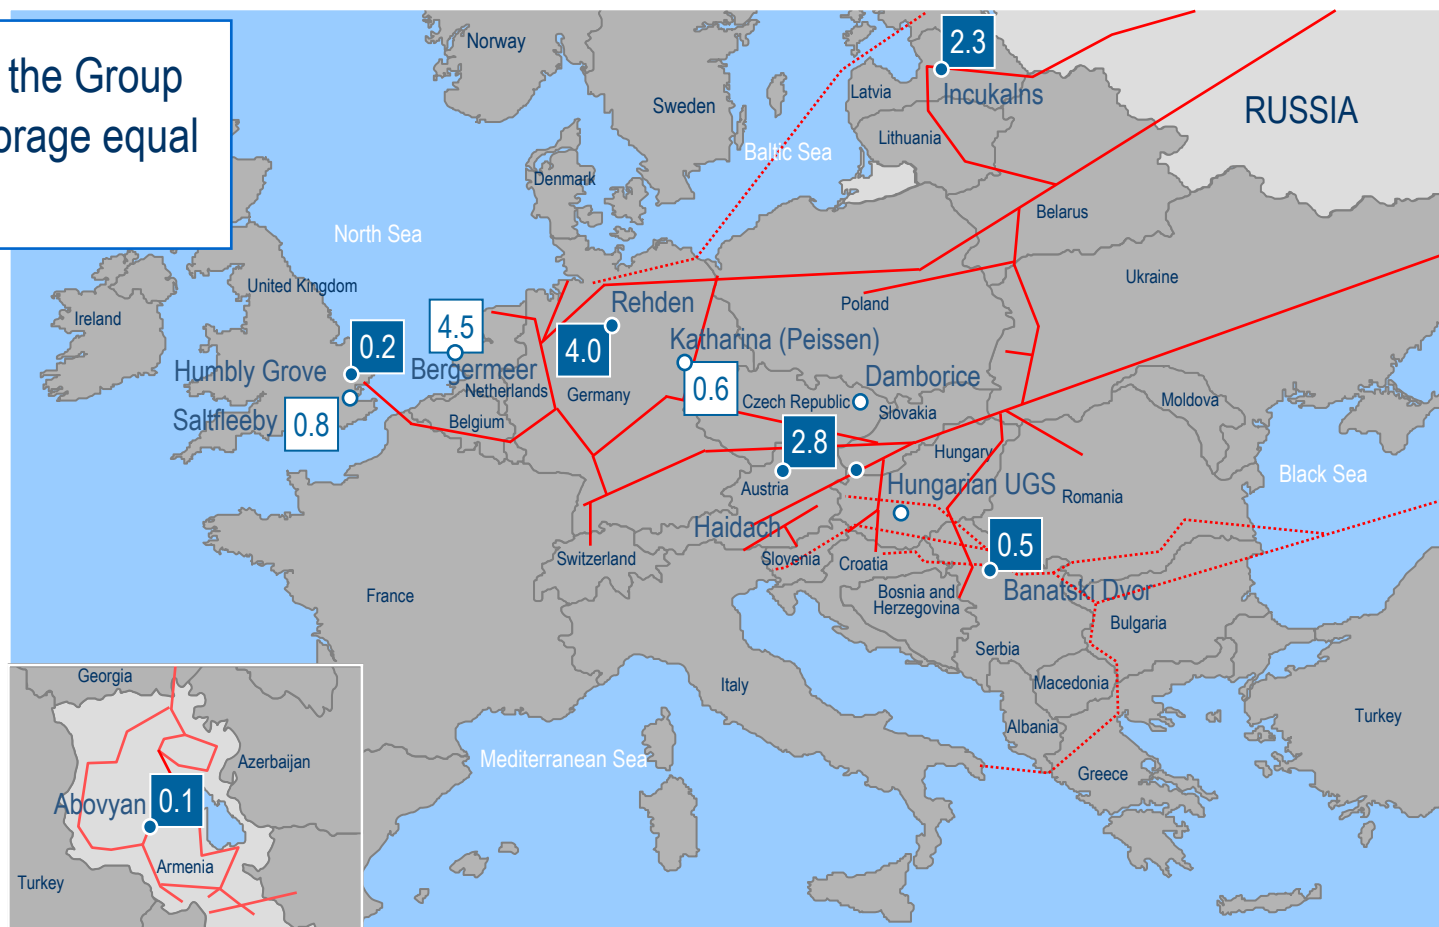 the Group
orage equal
Norway
2.3
Incukalns
Latvia
RUSSIA
Sweden
Lithuania
Baltic Sea
Denmark
Belarus
North Sea
Ukraine
United Kingdom
Ireland
Poland
Rehden
4.5
4.0
0.2
Katharina (Peissen)
Humbly Grove
Bergermeer
Netherlands
Germany
0.6
Damborice
Czech Republic
Slovakia
Moldova
Saltfleeby
0.8
Belgium
2.8
Hungary
Black Sea
Austria
Hungarian UGS
Romania
Haidach
0.5
Switzerland
Slovenia
Croatia
Banatski Dvor
France
Bosnia and
Herzegovina
Bulgaria
Serbia
Italy
Macedonia
Albania
Turkey
Mediterranean Sea
Greece
Georgia
Azerbaijan
Abovyan
0.1
Armenia
Turkey